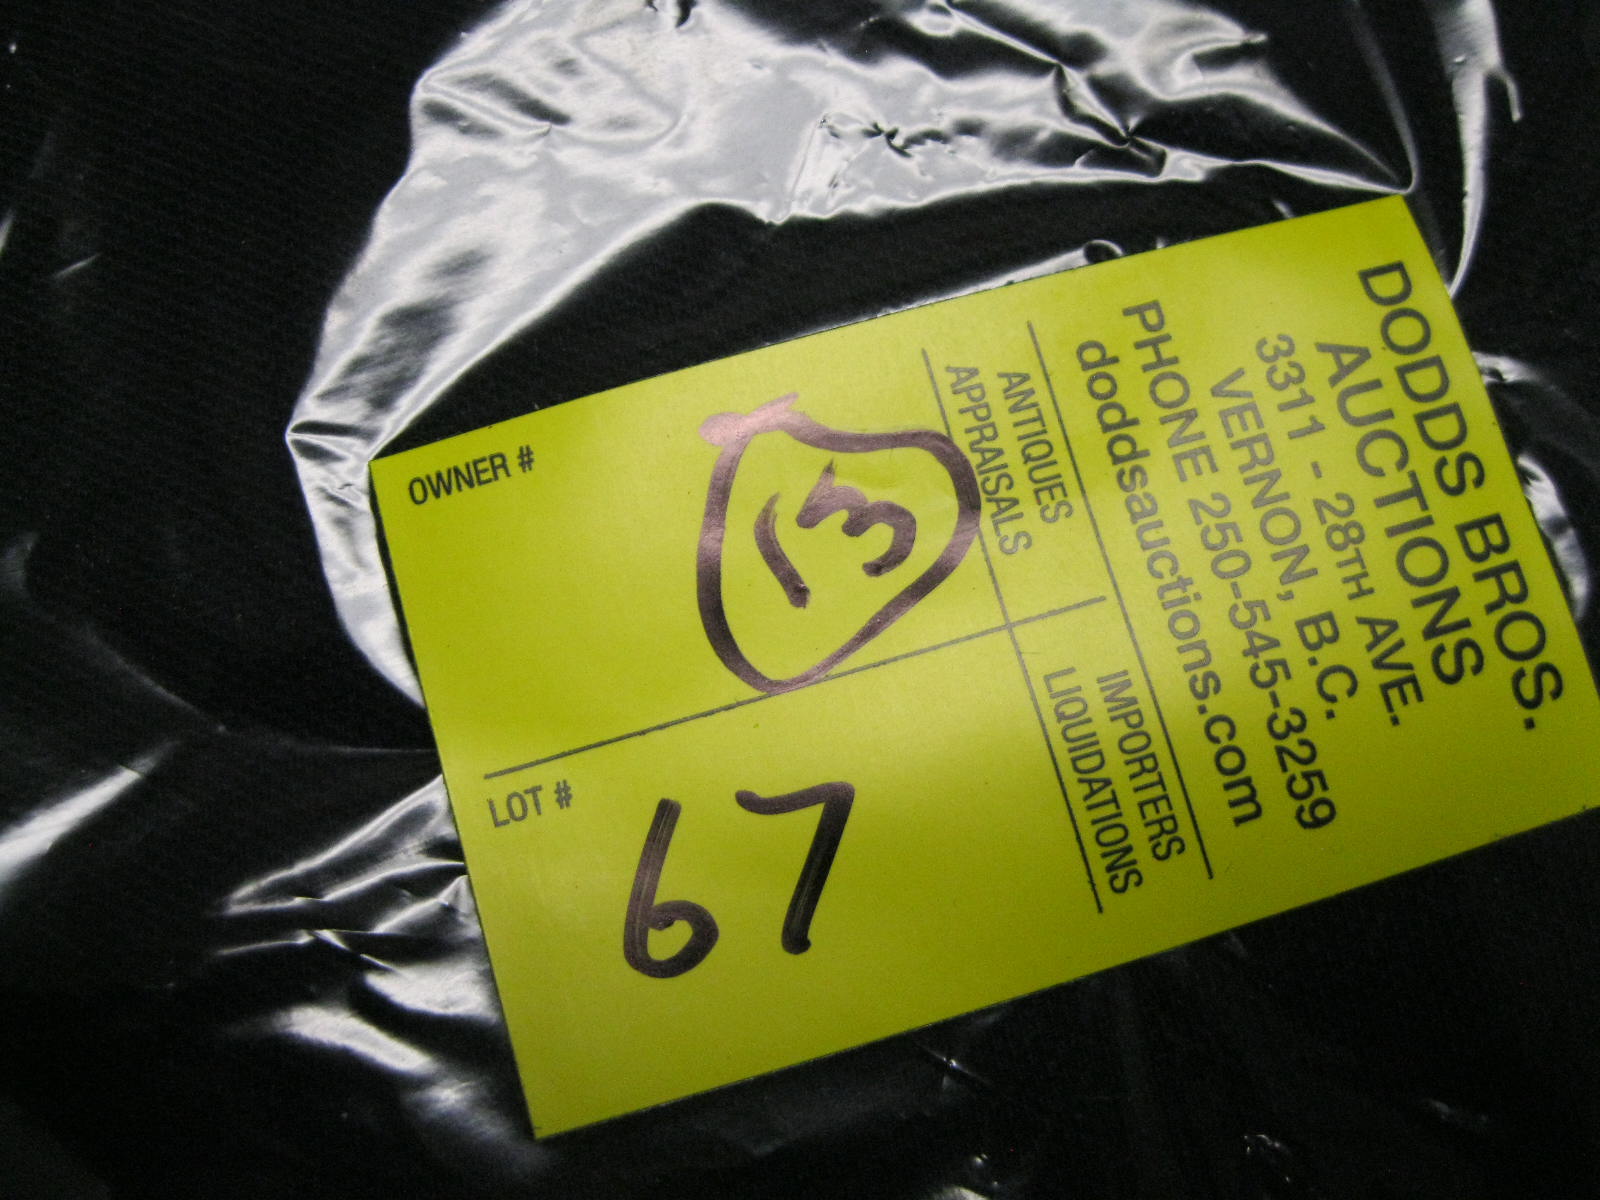 DODDS BROS.
AUCTIONS
3311 - 28TH AVE.
VERNON, B.C.
PHONE 250-545-3259
doddsauctions.com
ANTIQUES
APPRAISALS
IMPORTERS
LIQUIDATIONS
OWNER #
13
LOT #
67